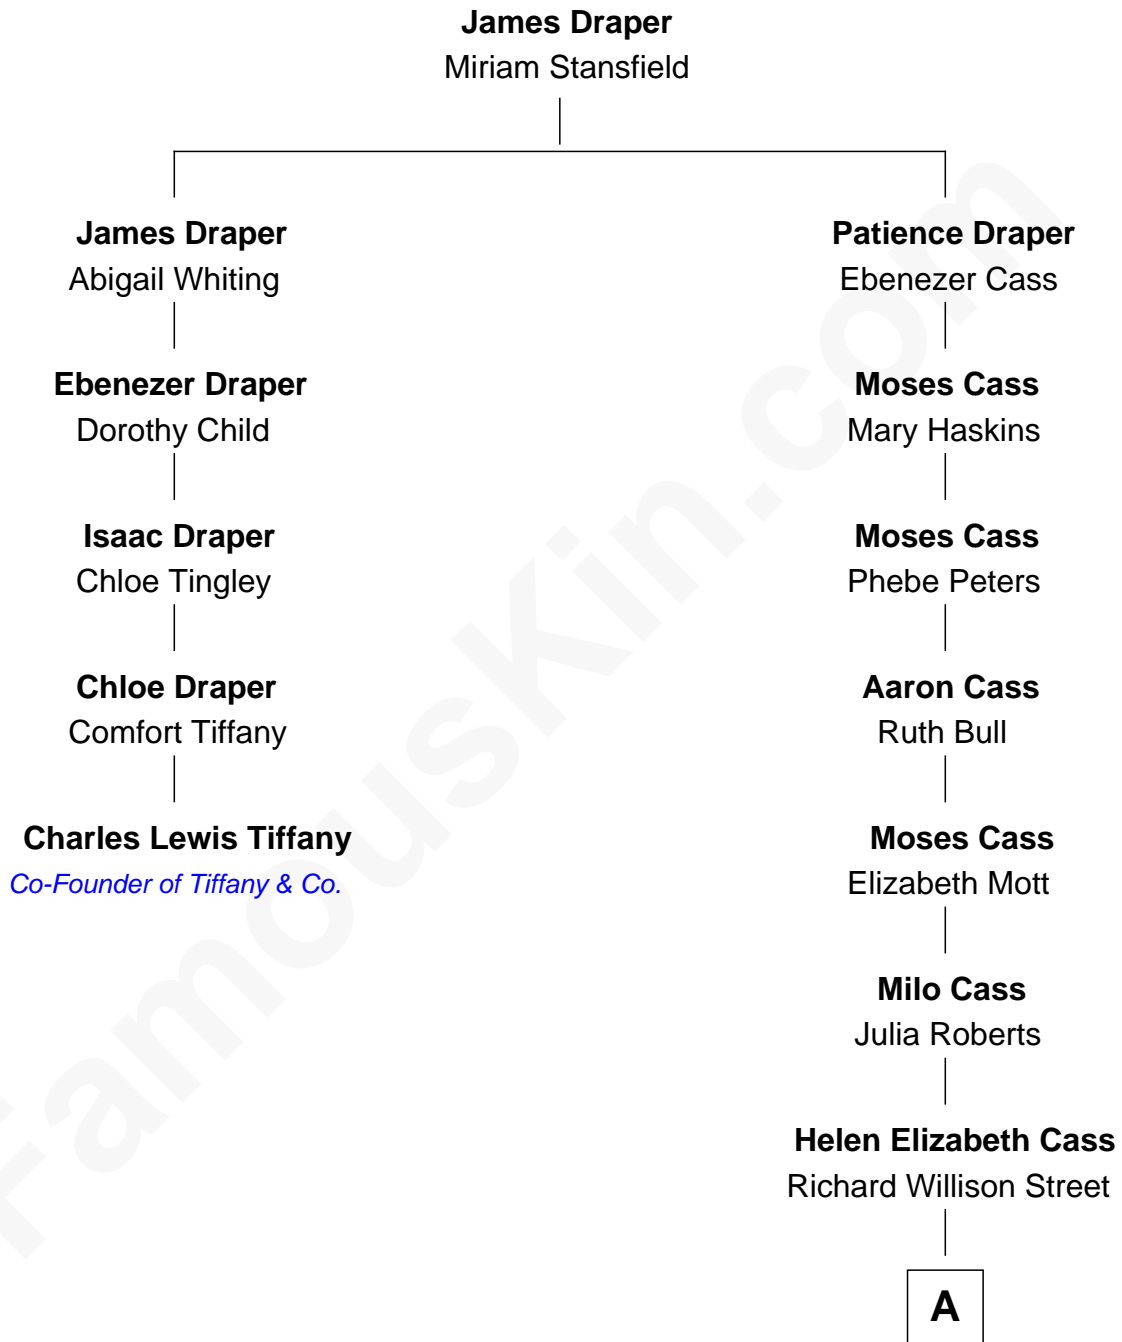 James Draper
Miriam Stansfield
James Draper
Abigail Whiting
Patience Draper
Ebenezer Cass
Ebenezer Draper
Dorothy Child
Moses Cass
Mary Haskins
Isaac Draper
Chloe Tingley
Moses Cass
Phebe Peters
Chloe Draper
Comfort Tiffany
Aaron Cass
Ruth Bull
Charles Lewis Tiffany
Co-Founder of Tiffany & Co.
Moses Cass
Elizabeth Mott
Milo Cass
Julia Roberts
Helen Elizabeth Cass
Richard Willison Street
A
FamousKin.com